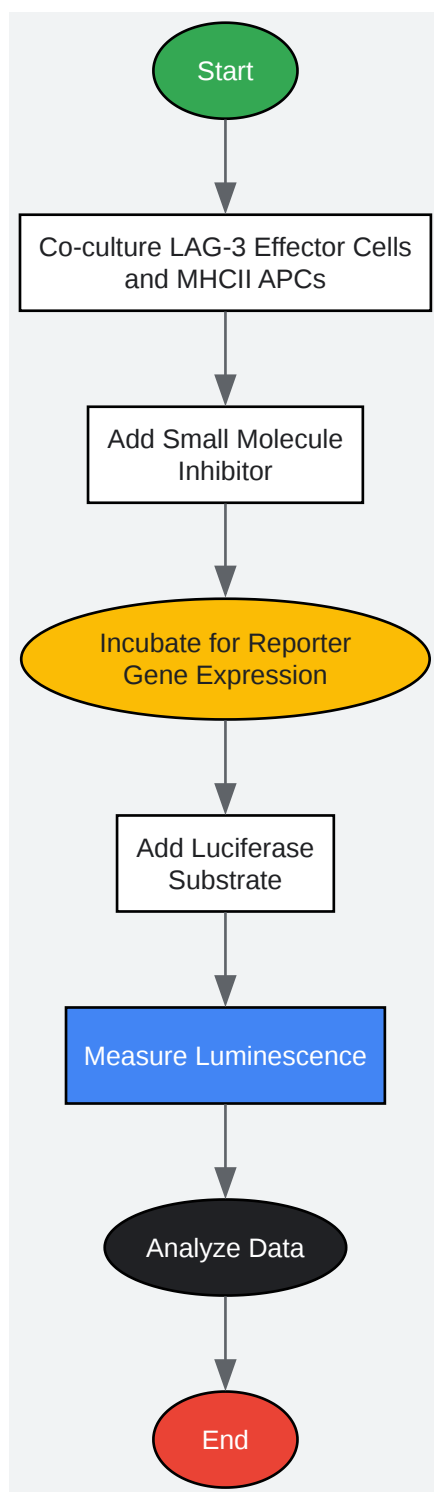 Start
Co-culture LAG-3 Effector Cells
and MHCII APCs
Add Small Molecule
Inhibitor
Incubate for Reporter
Gene Expression
Add Luciferase
Substrate
Measure Luminescence
Analyze Data
End